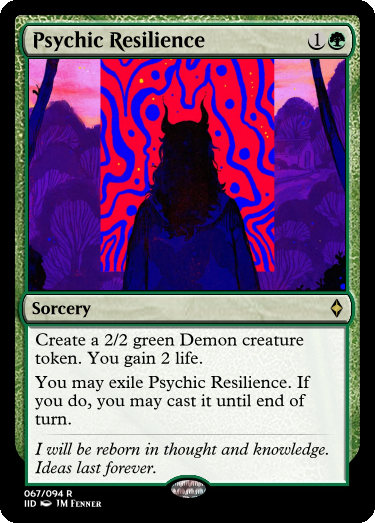 Psychic Resilience 1
Sorcery
Create a 2/2 green Demon creature
token. You gain 2 life.
You may exile Psychic Resilience. If
you do, you may cast it until end of
turn.
I will be reborn in thought and knowledge.
Ideas last forever.
067/094 R
IID JM Fenner